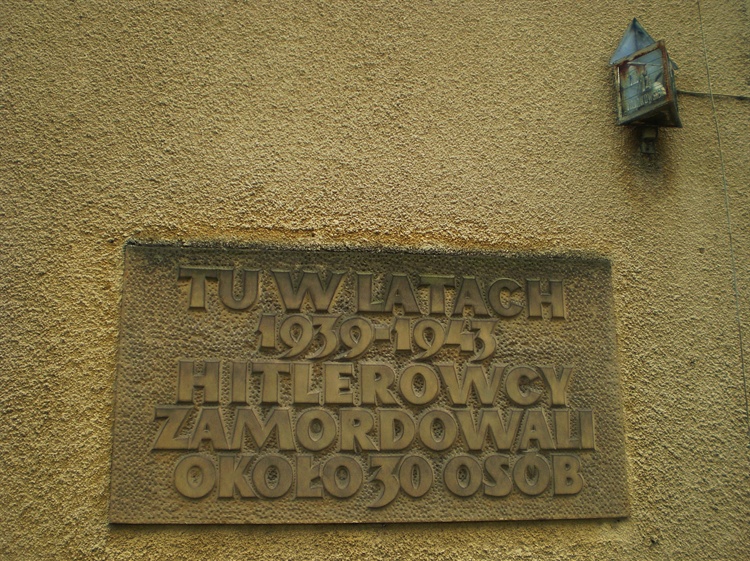 TU W LATACH
1939-1943
HITLEROWCY
ZAMORDOWALI
OKOŁO 30 OSÓB